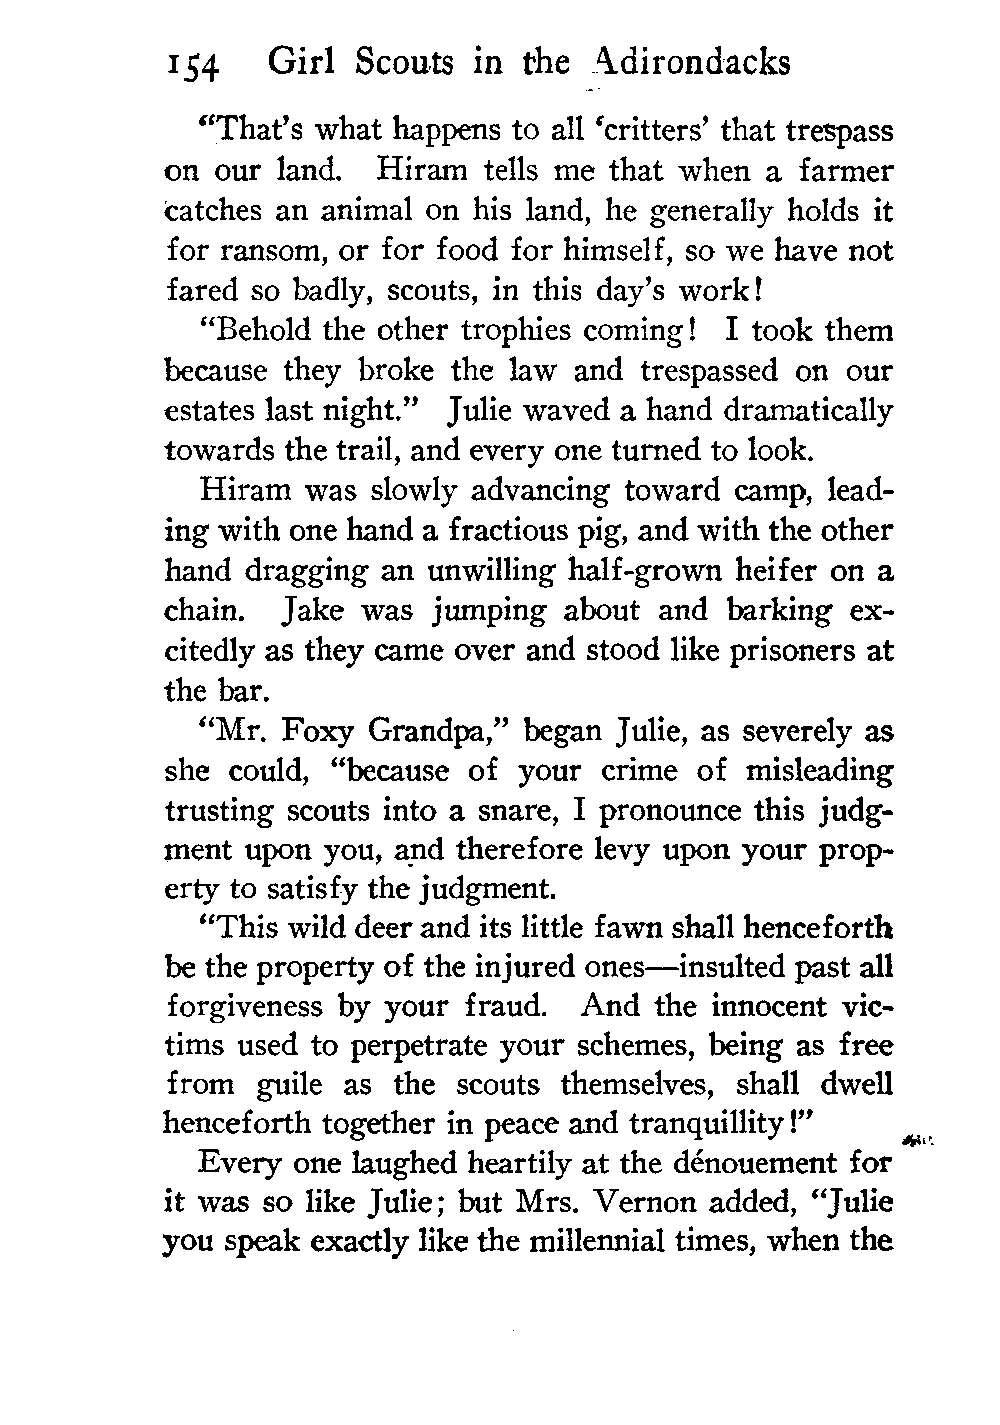 154 Girl Scouts in the Adirondacks
“That’s what happens to all ‘critters’ that trespass
on our land. Hiram tells me that when a farmer
catches an animal on his land, he generally holds it
for ransom, or for food for himself, so we have not
fared so badly, scouts, in this day’s work!
“Behold the other trophies coming! I took them
because they broke the law and trespassed on our
estates last night.” Julie waved a hand dramatically
towards the trail, and every one turned to look.
Hiram was slowly advancing toward camp, lead-
ing with one hand a fractious pig, and with the other
hand dragging an unwilling half-grown heifer on a
chain. Jake was jumping about and barking ex-
citedly as they came over and stood like prisoners at
the bar.
“Mr. Foxy Grandpa,” began Julie, as severely as
she could, “because of your crime of misleading
trusting scouts into a snare, I pronounce this judg-
ment upon you, and therefore levy upon your prop-
erty to satisfy the judgment.
“This wild deer and its little fawn shall henceforth
be the property of the injured ones—insulted past all
forgiveness by your fraud. And the innocent vic-
tims used to perpetrate your schemes, being as free
from guile as the scouts themselves, shall dwell
henceforth together in peace and tranquillity!”
Every one laughed heartily at the dénouement for
it was so like Julie; but Mrs. Vernon added, “Julie
you speak exactly like the millennial times, when the